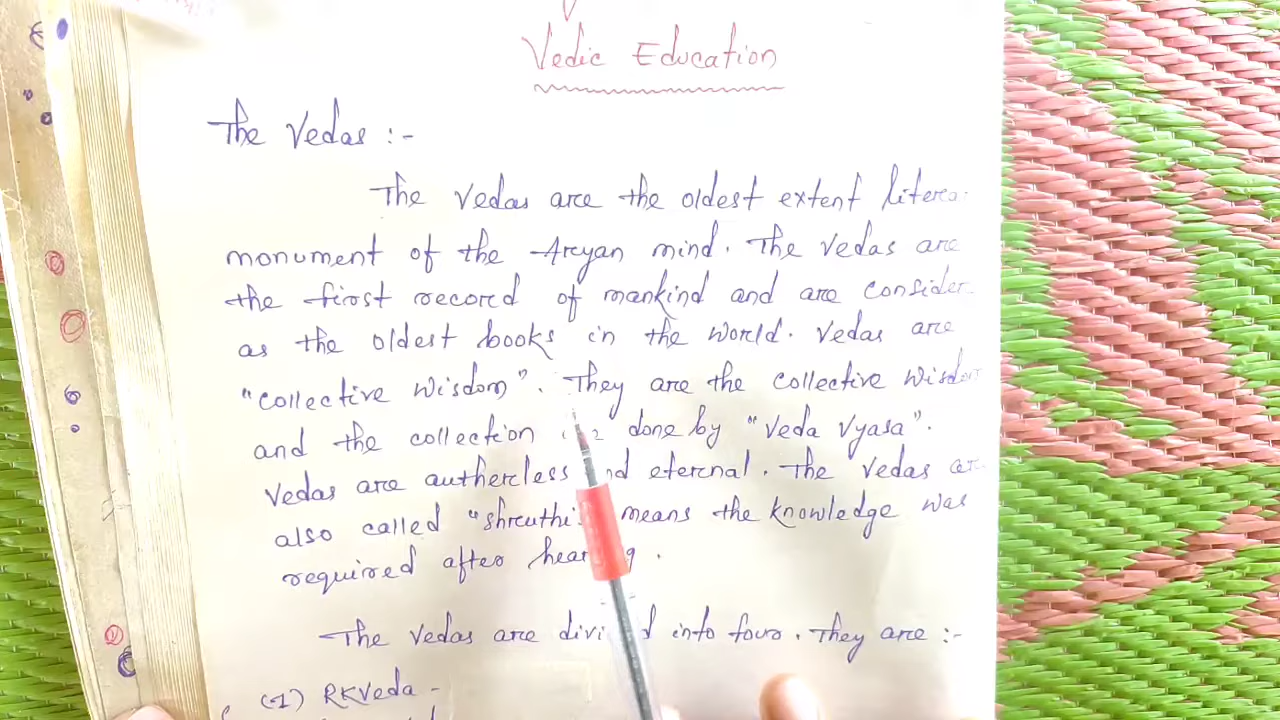 Vedic Education
The Vedas :-
The Vedas are the oldest extent
monument of the Areyan mind. The Vedas are
the first record of mankind and are consider
as the oldest books in the world. Vedas are
"collective wisdom". They are the collective wisdom
and the collection done by "Veda Vyasa".
Vedas are autherless and eternal. The Vedas are
also called "shreuthi" means the knowledge was
required after hearing.
The Vedas are divided into four. They are :-
(1) RKVeda -